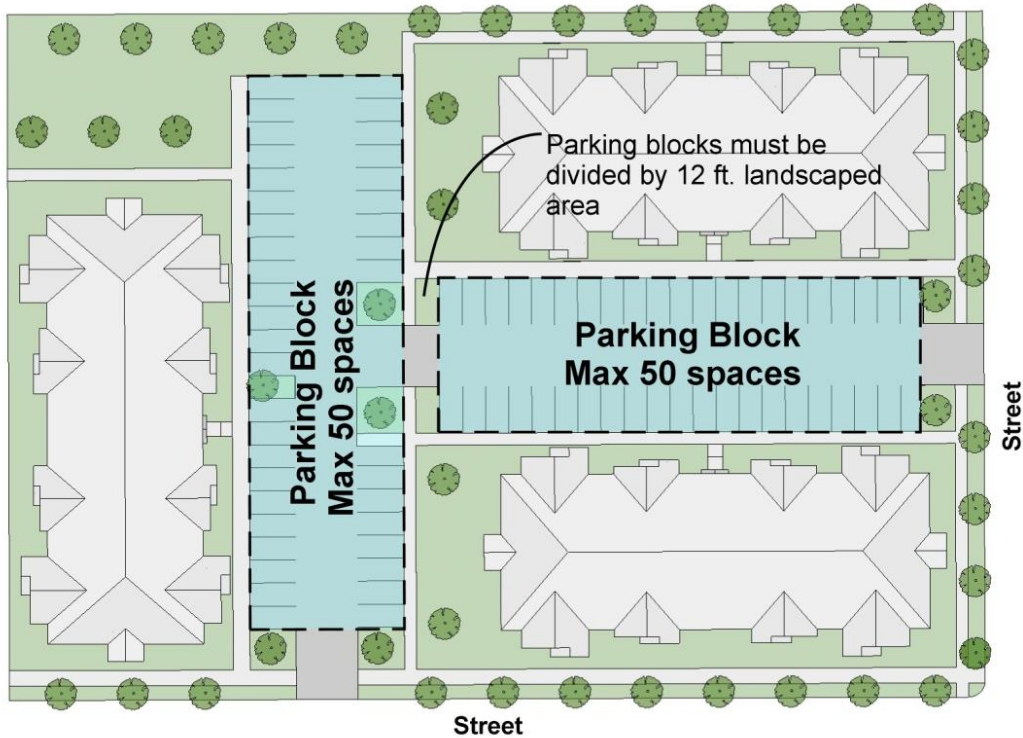 Parking blocks must be
divided by 12 ft. landscaped
area
Parking Block
Max 50 spaces
Parking Block
Max 50 spaces
Street
Street